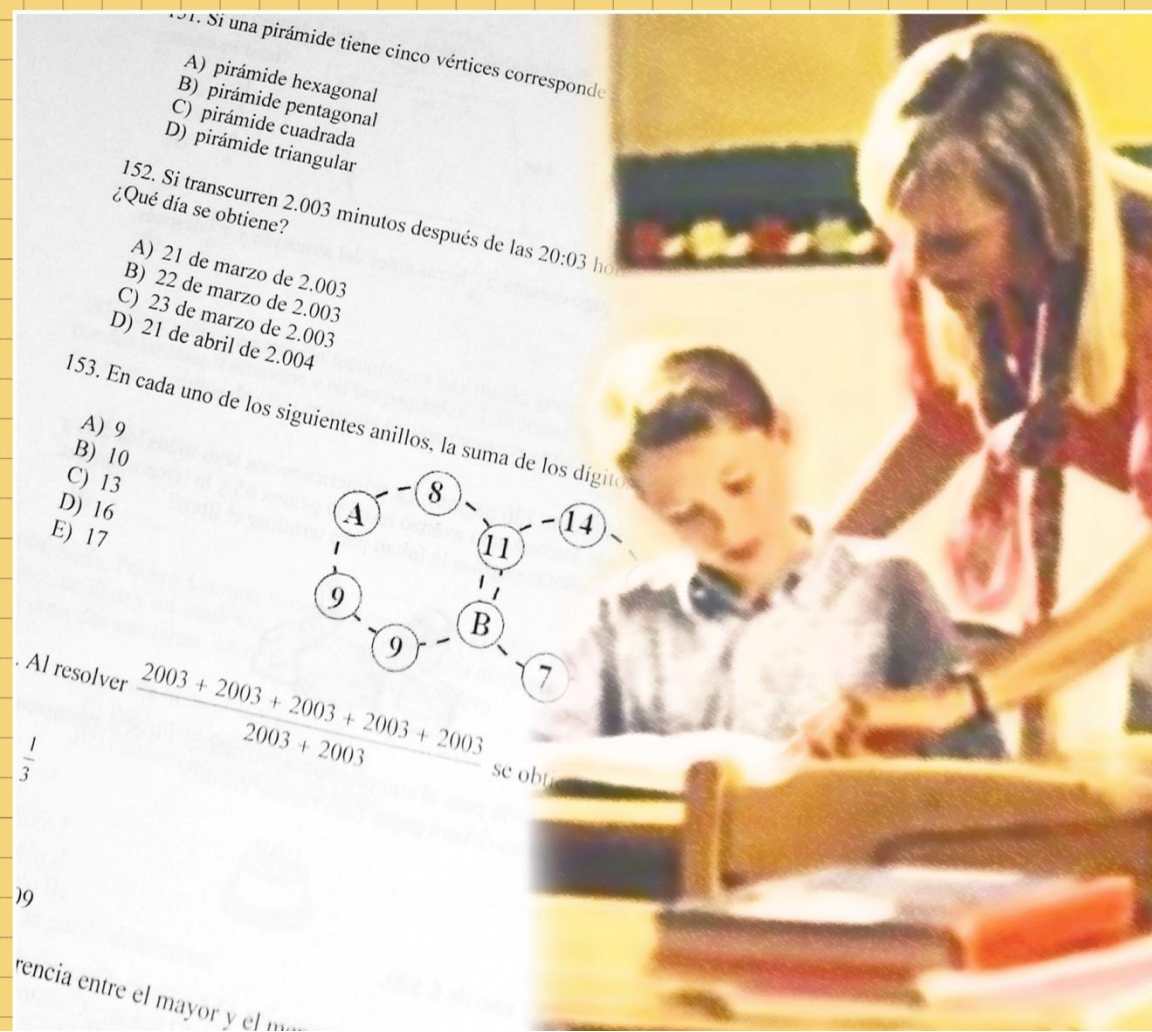 151. Si una pirámide tiene cinco vértices corresponde
A) pirámide hexagonal
B) pirámide pentagonal
C) pirámide cuadrada
D) pirámide triangular
152. Si transcurren 2.003 minutos después de las 20:03
¿Qué día se obtiene?
A) 21 de marzo de 2.003
B) 22 de marzo de 2.003
C) 23 de marzo de 2.003
D) 21 de abril de 2.004
153. En cada uno de los siguientes anillos, la suma de los dígitos
A) 9
B) 10
C) 13
D) 16
E) 17
8
A
14
11
9
B
9
7
. Al resolver 2003 + 2003 + 2003 + 2003 + 2003
2003 + 2003
se obti
1
3
99
rencia entre el mayor y el